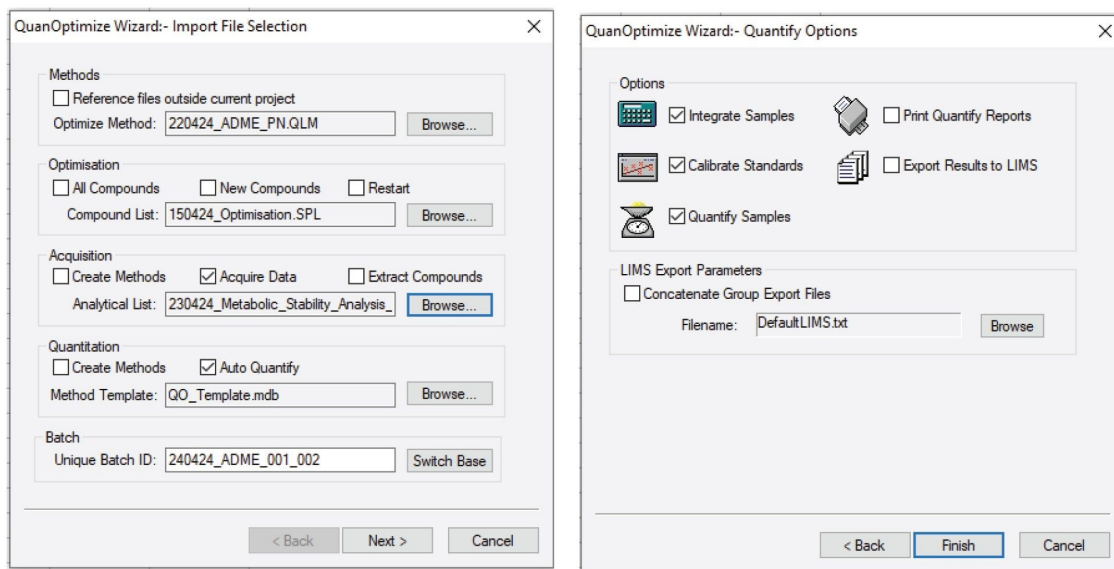 QuanOptimize Wizard:- Import File Selection
Methods
Reference files outside current project
Optimize Method: 220424_ADME_PN.QLM Browse...
Optimisation
All Compounds New Compounds Restart
Compound List: 150424_Optimisation.SPL Browse...
Acquisition
Create Methods Acquire Data Extract Compounds
Analytical List: 230424_Metabolic_Stability_Analysis_ Browse...
Quantitation
Create Methods Auto Quantify
Method Template: QO_Template.mdb Browse...
Batch
Unique Batch ID: 240424_ADME_001_002 Switch Base
< Back Next > Cancel
QuanOptimize Wizard:- Quantify Options
Options
Integrate Samples Print Quantify Reports
Calibrate Standards Export Results to LIMS
Quantify Samples
LIMS Export Parameters
Concatenate Group Export Files
Filename: DefaultLIMS.txt Browse
< Back Finish Cancel